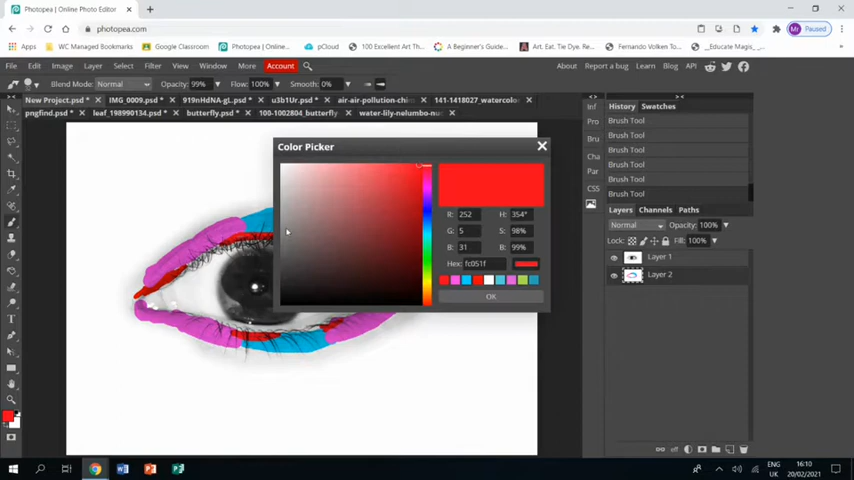 Photopea | Online Photo Editor
photopea.com
Mr Paused
Apps WC Managed Bookmarks Google Classroom Photopea | Online... pCloud 100 Excellent Art Th... A Beginner's Guide... Art. Eat. Tie Dye. Re... Fernando Volken To... __Educate Magis_...
File Edit Image Layer Select Filter View Window More Account About Report a bug Learn Blog API
Blend Mode: Normal Opacity: 99% Flow: 100% Smooth: 0%
New Project.psd * IMG_0009.psd * 919nHdNA-gL.psd * u3b1Ur.psd * air-air-pollution-chi 141-1418027_watercolor
pngfind.psd * leaf_198990134.psd * butterfly.psd * 100-1002804_butterfly water-lily-nelumbo-nu
Inf
Pro
Bru
Cha
Par
CSS
History Swatches
Brush Tool
Brush Tool
Brush Tool
Brush Tool
Brush Tool
Brush Tool
Layers Channels Paths
Normal Opacity: 100%
Lock: Fill: 100%
Layer 1
Layer 2
Color Picker
R: 252 H: 354°
G: 5 S: 98%
B: 31 B: 99%
Hex: fc051f
OK
ENG 16:10
UK 20/02/2021